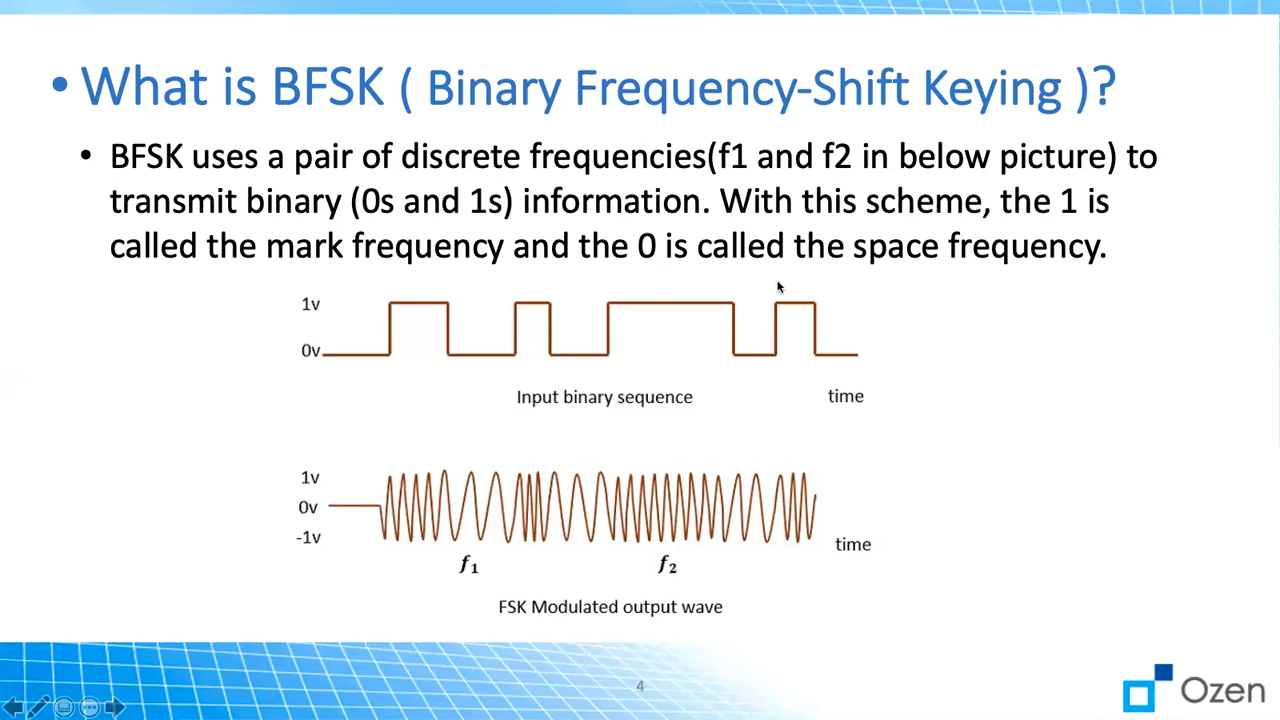 • What is BFSK ( Binary Frequency-Shift Keying )?
• BFSK uses a pair of discrete frequencies(f1 and f2 in below picture) to
transmit binary (0s and 1s) information. With this scheme, the 1 is
called the mark frequency and the 0 is called the space frequency.
1v
0v
Input binary sequence
time
1v
0v
-1v
time
f1
f2
FSK Modulated output wave
4
Ozen